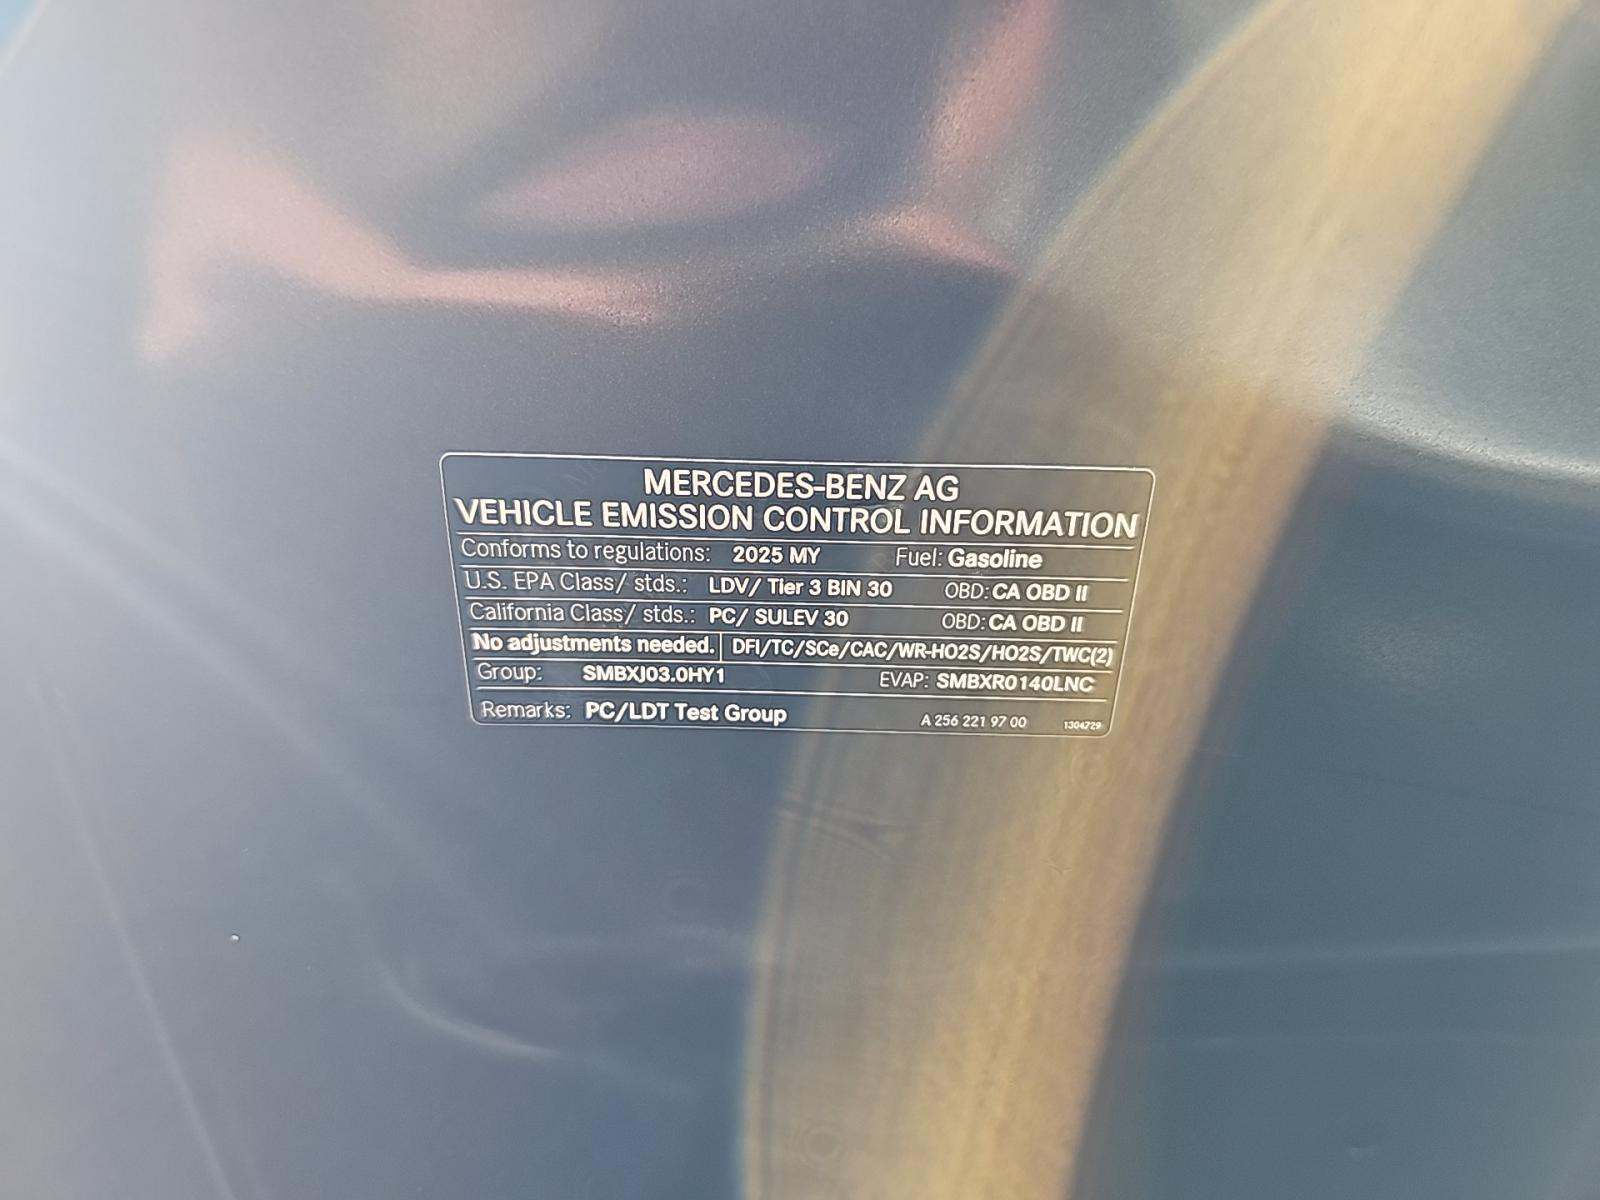 MERCEDES-BENZ AG
VEHICLE EMISSION CONTROL INFORMATION
Conforms to regulations: 2025 MY Fuel: Gasoline
U.S. EPA Class/ stds.: LDV/ Tier 3 BIN 30 OBD: CA OBD II
California Class/ stds.: PC/ SULEV 30 OBD: CA OBD II
No adjustments needed. DFI/TC/SCe/CAC/WR-HO2S/HO2S/TWC(2)
Group: SMBXJ03.0HY1 EVAP: SMBXR0140LNC
Remarks: PC/LDT Test Group A 256 221 97 00 1304729